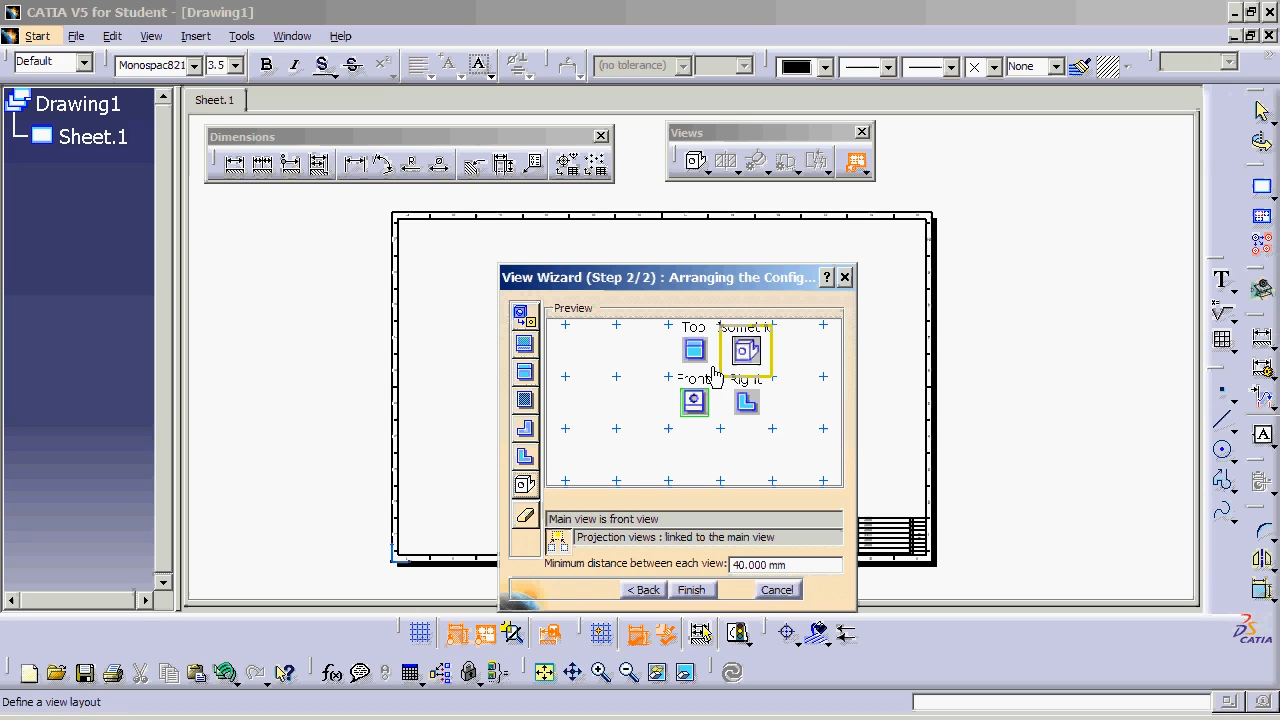 CATIA V5 for Student - [Drawing1]
Start File Edit View Insert Tools Window Help
Default Monospac821 3.5 B I S S (no tolerance) None
Drawing1
Sheet.1
Sheet.1
Dimensions
Views
View Wizard (Step 2/2) : Arranging the Config...
Preview
Top
Front Right
Main view is front view
Projection views : linked to the main view
Minimum distance between each view: 40.000 mm
< Back Finish Cancel
CATIA
Define a view layout